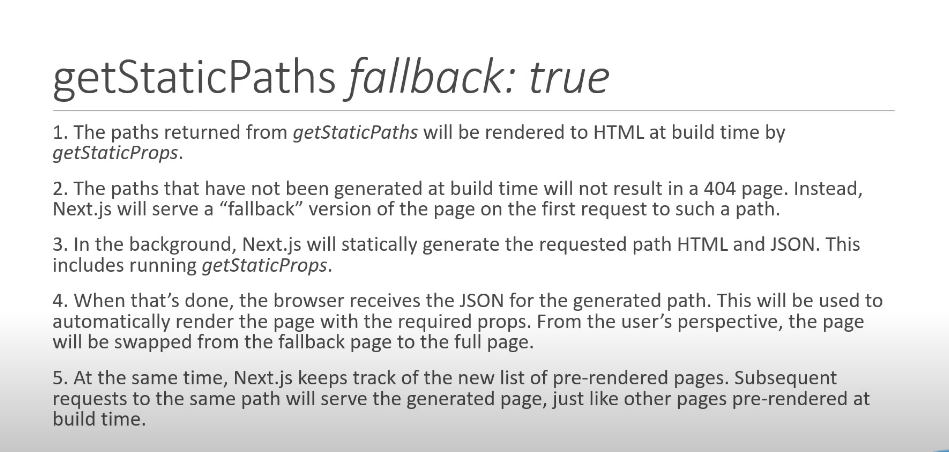 getStaticPaths fallback: true
1. The paths returned from getStaticPaths will be rendered to HTML at build time by
getStaticProps.
2. The paths that have not been generated at build time will not result in a 404 page. Instead,
Next.js will serve a “fallback” version of the page on the first request to such a path.
3. In the background, Next.js will statically generate the requested path HTML and JSON. This
includes running getStaticProps.
4. When that’s done, the browser receives the JSON for the generated path. This will be used to
automatically render the page with the required props. From the user’s perspective, the page
will be swapped from the fallback page to the full page.
5. At the same time, Next.js keeps track of the new list of pre-rendered pages. Subsequent
requests to the same path will serve the generated page, just like other pages pre-rendered at
build time.